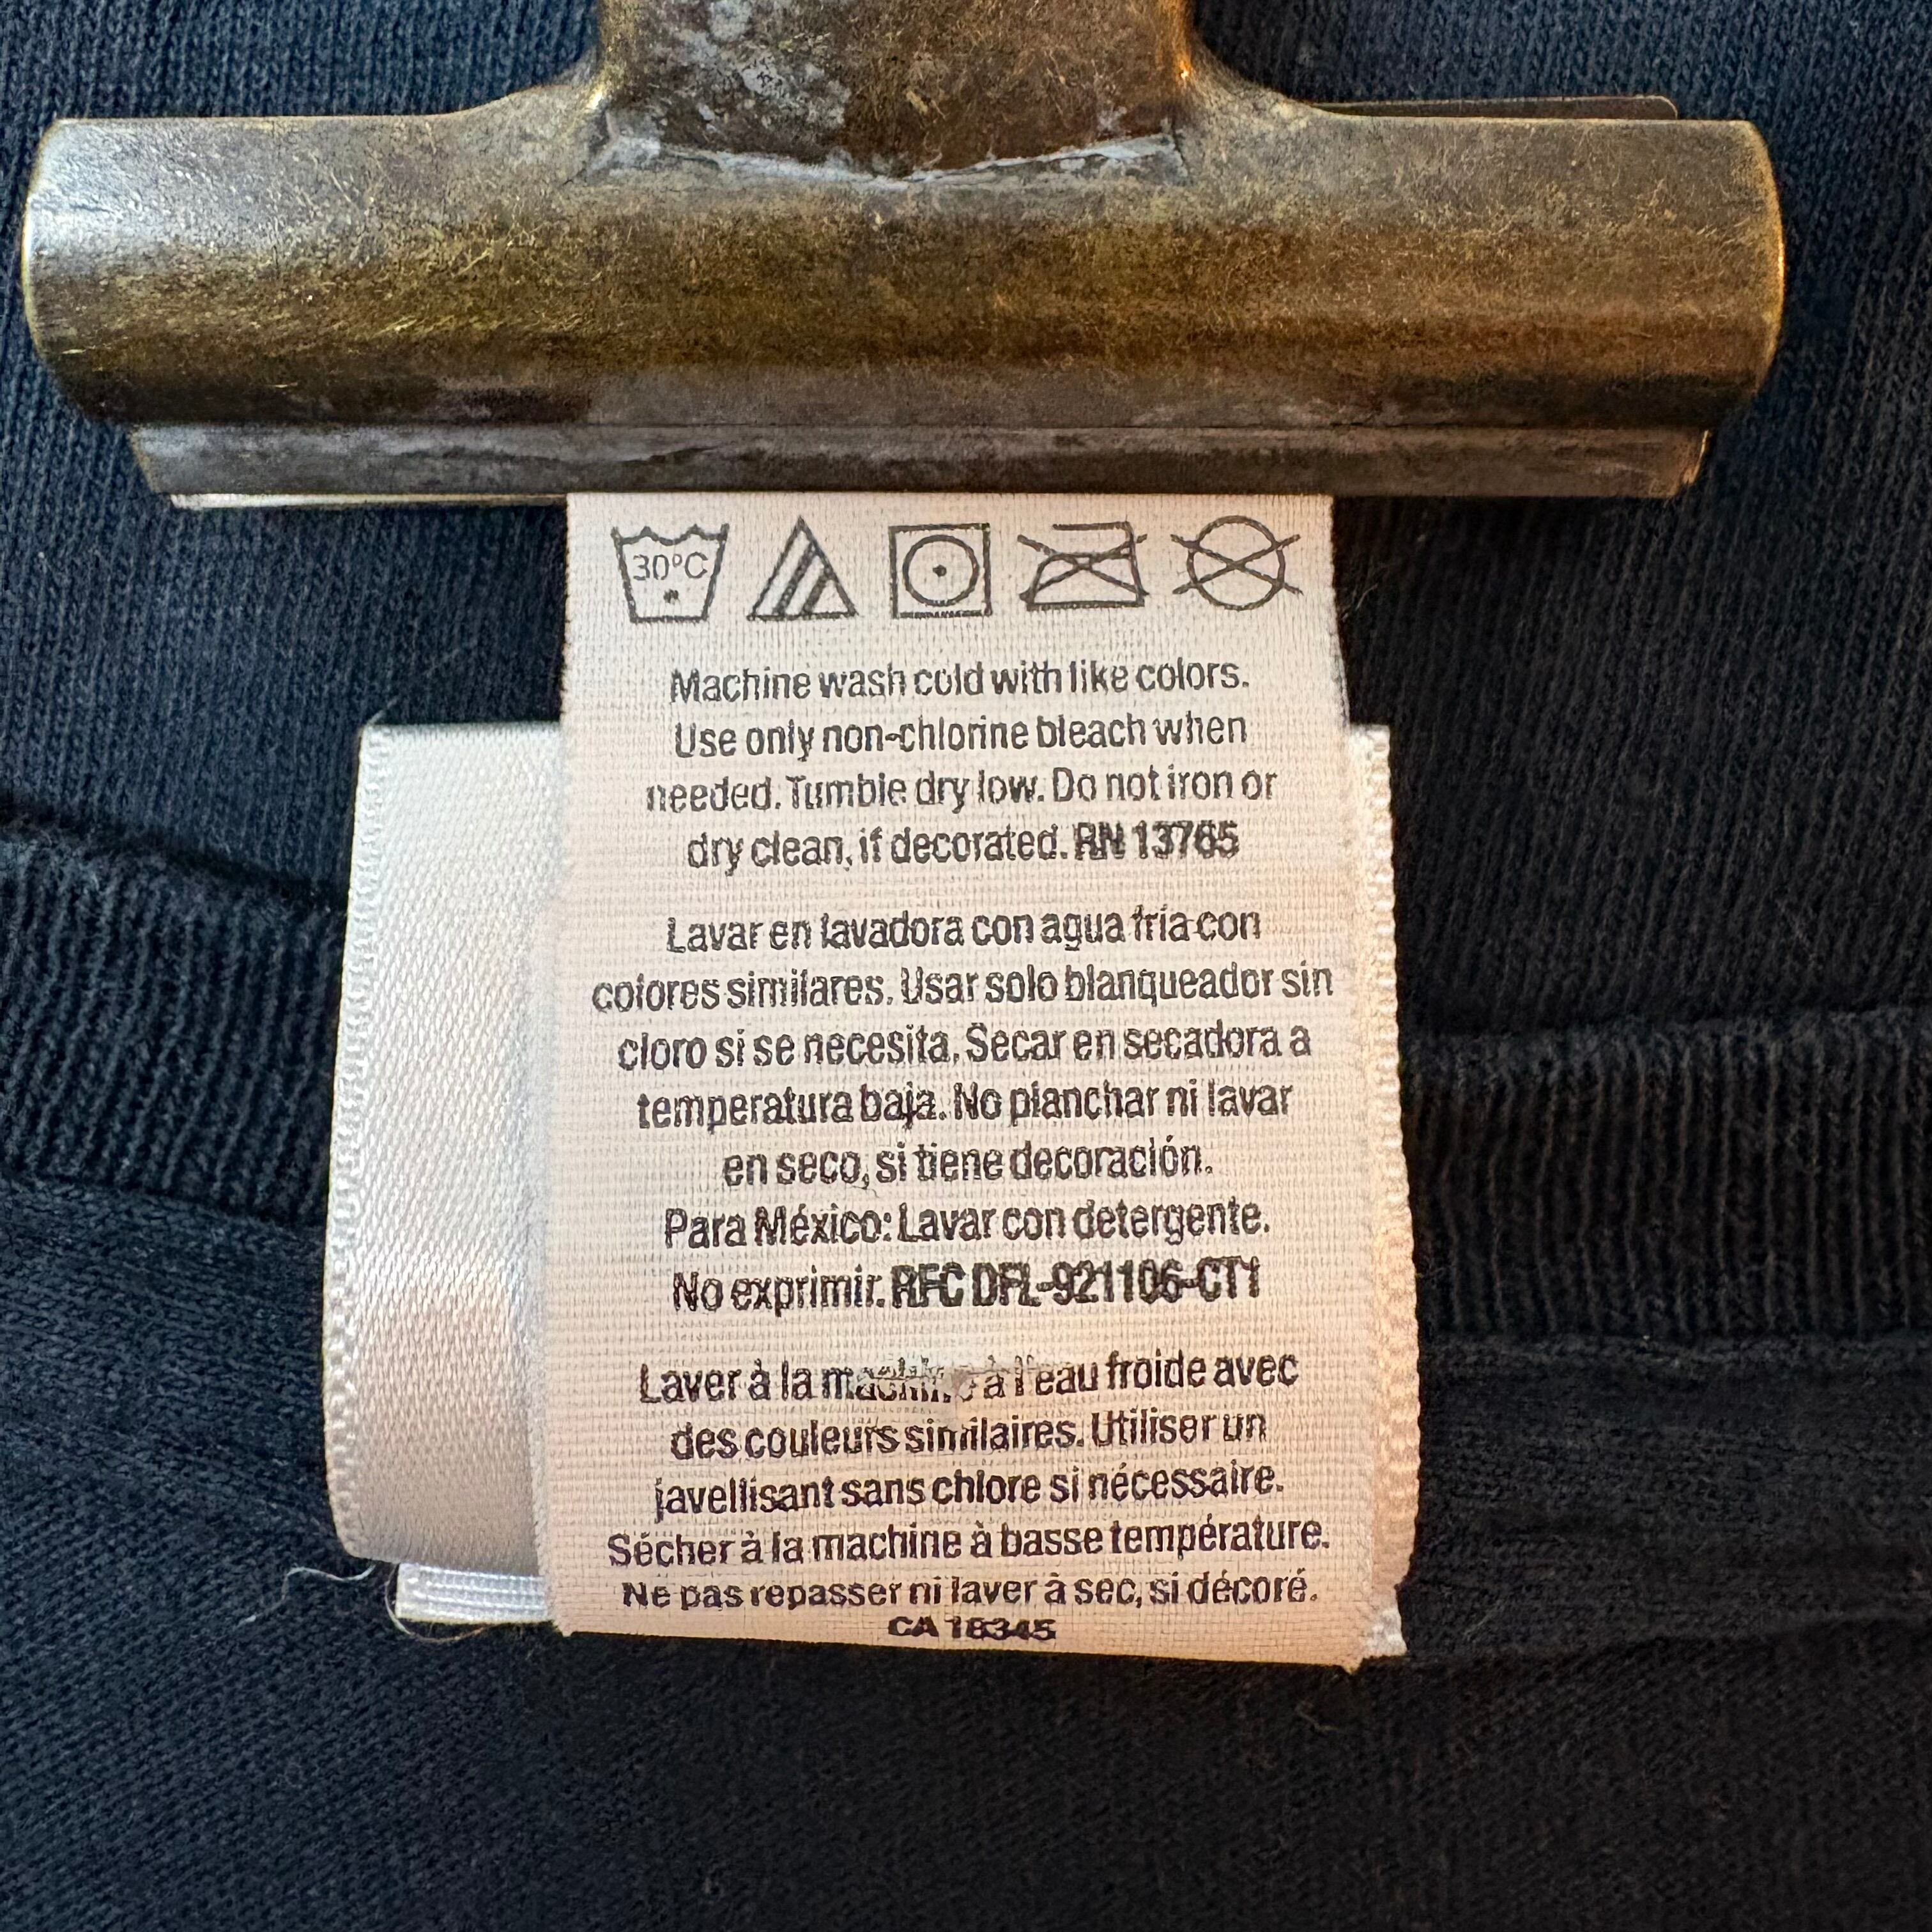 30°C
Machine wash cold with like colors.
Use only non-chlorine bleach when
needed. Tumble dry low. Do not iron or
dry clean, if decorated. RN 13765
Lavar en lavadora con agua fría con
colores similares. Usar solo blanqueador sin
cloro si se necesita. Secar en secadora a
temperatura baja. No planchar ni lavar
en seco, si tiene decoración.
Para México: Lavar con detergente.
No exprimir. RFC DFL-921106-CT1
Laver à la machine à l'eau froide avec
des couleurs similaires. Utiliser un
javellisant sans chlore si nécessaire.
Sécher à la machine à basse température.
Ne pas repasser ni laver à sec, si décoré.
CA 18345